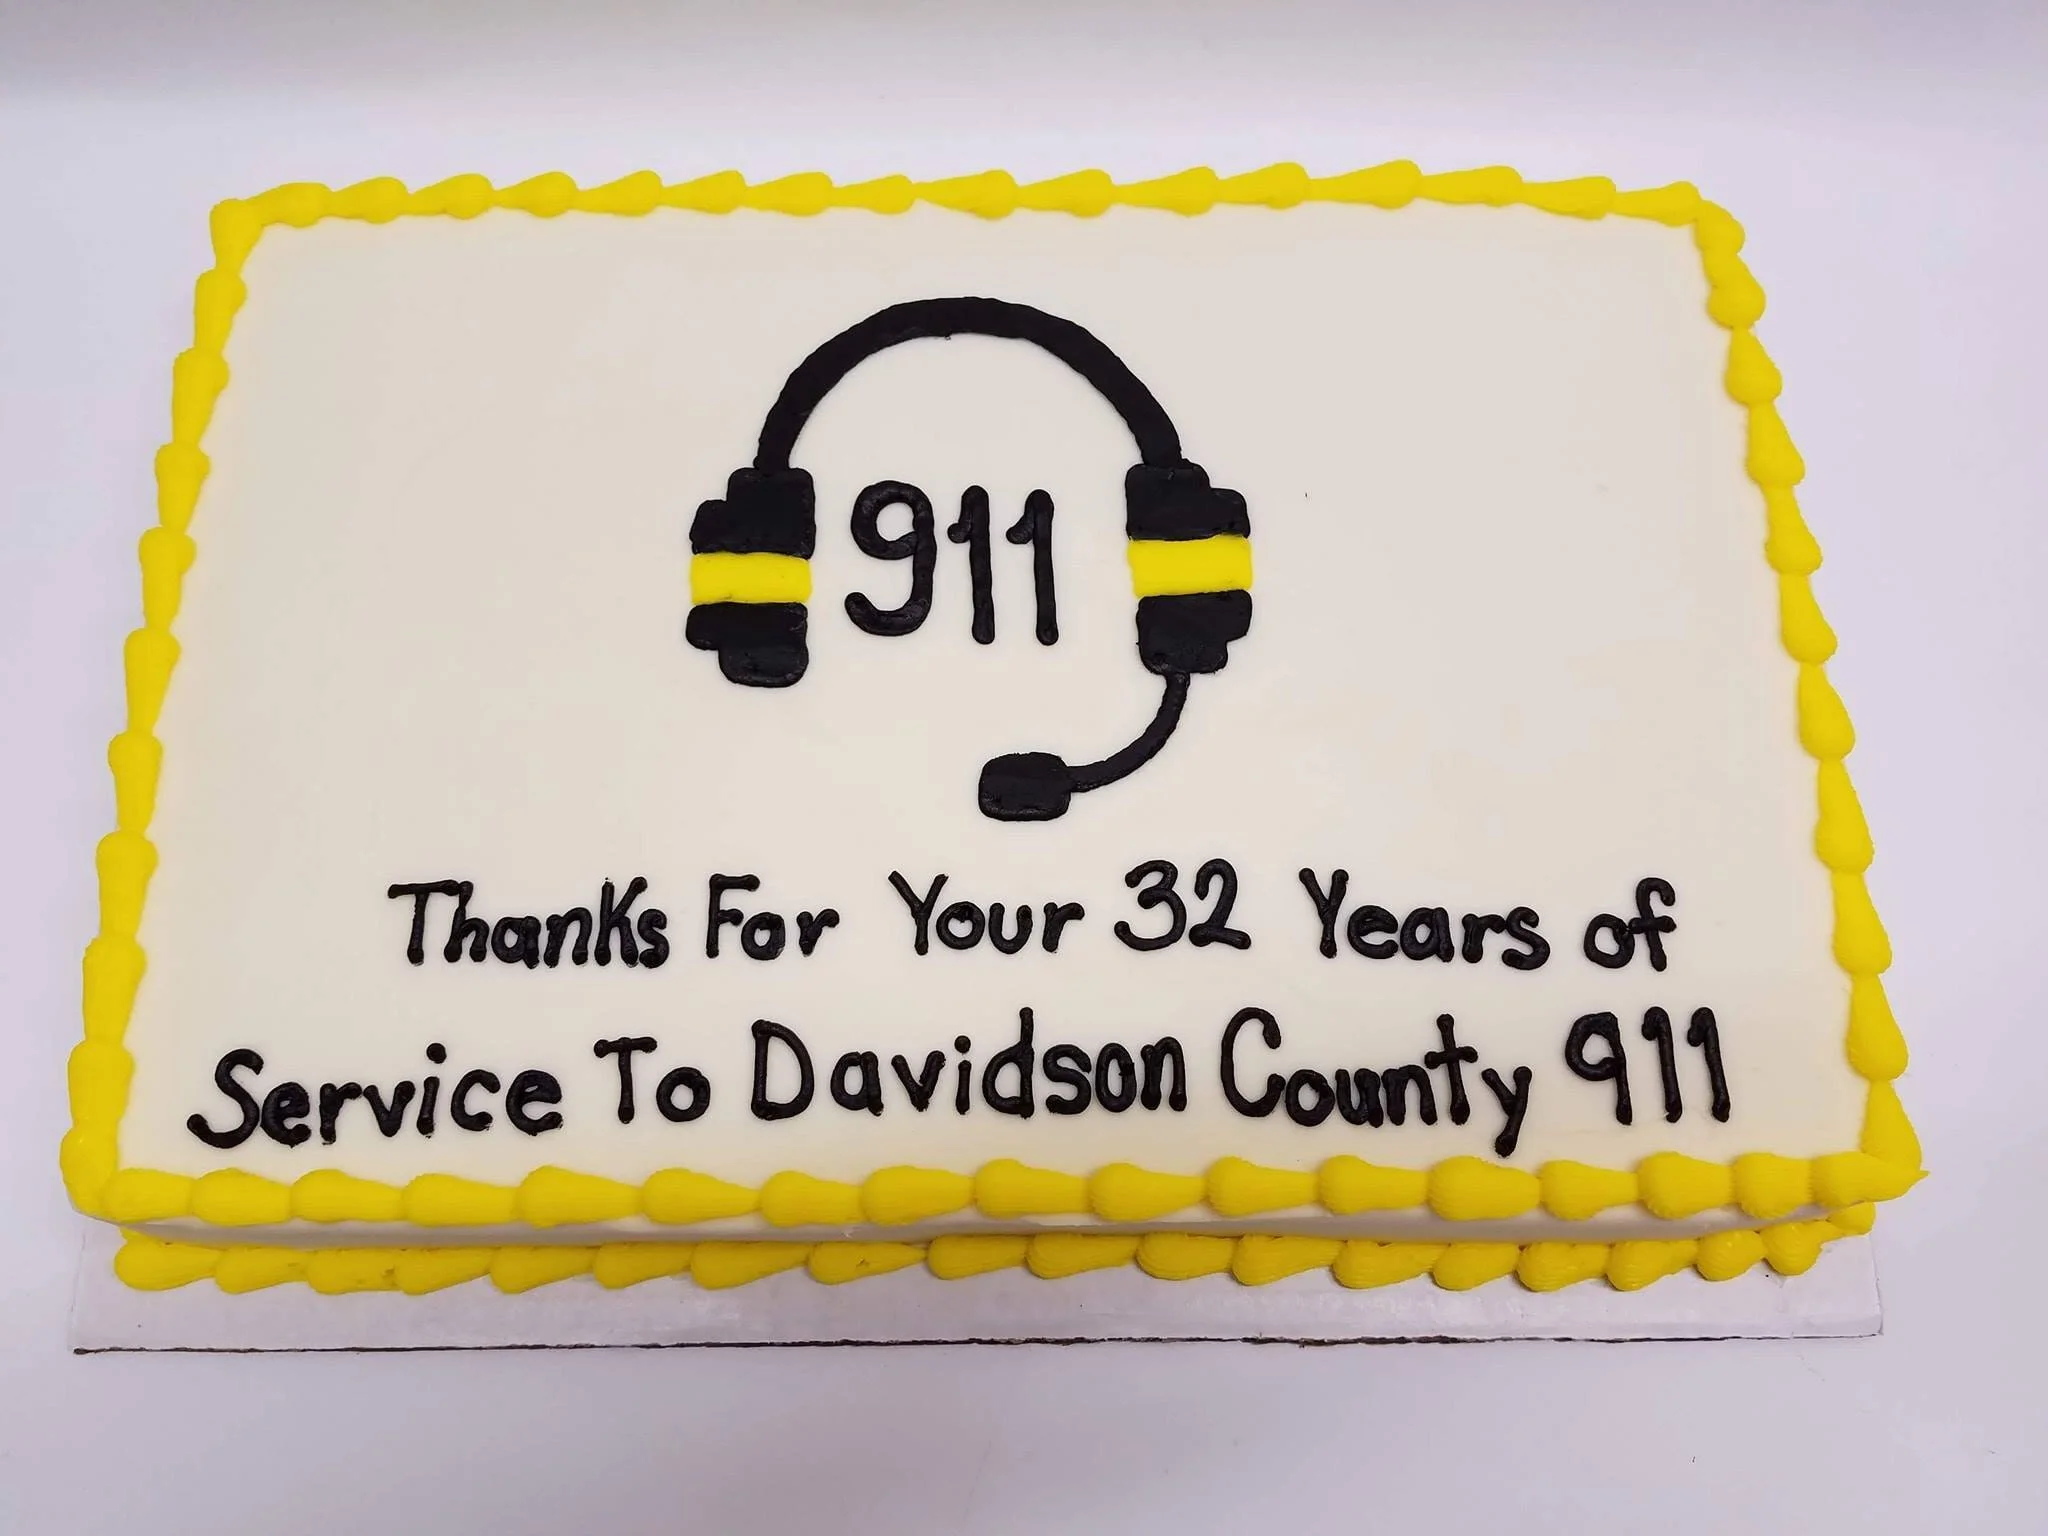 911
Thanks For Your 32 Years of
Service To Davidson County 911